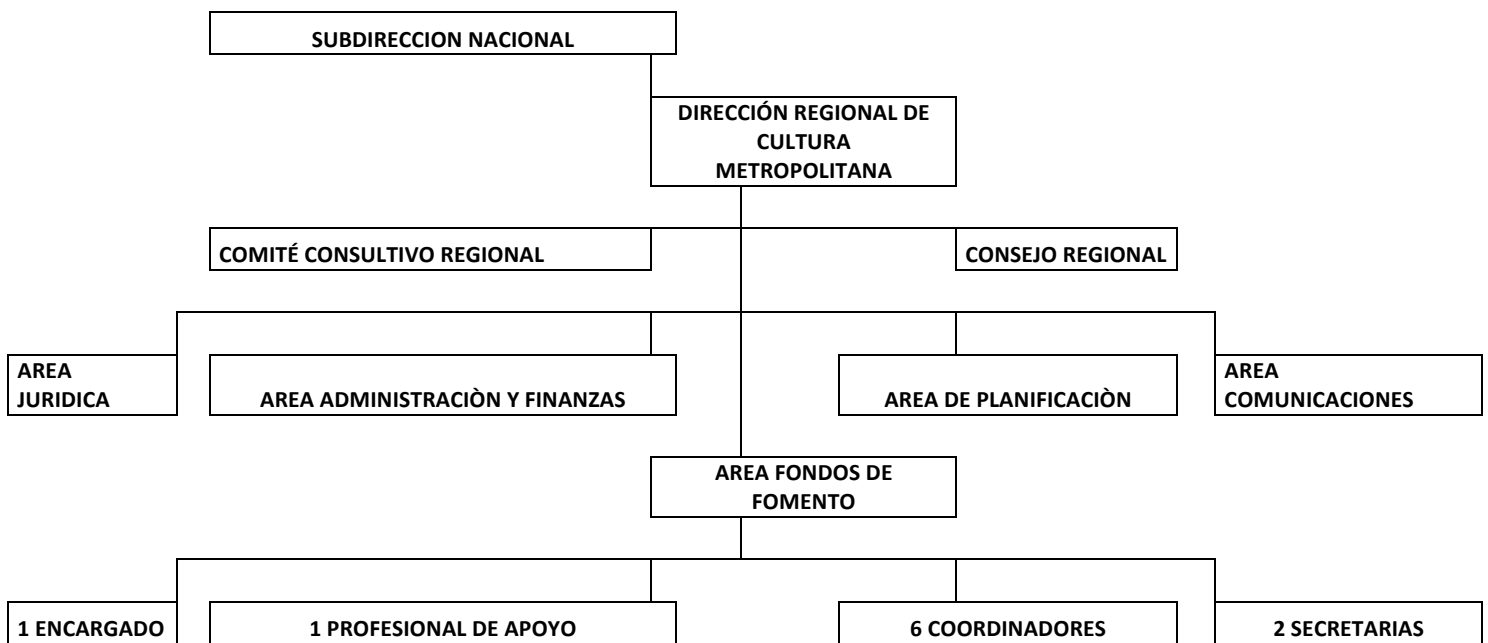 SUBDIRECCION NACIONAL
DIRECCIÓN REGIONAL DE
CULTURA
METROPOLITANA
COMITÉ CONSULTIVO REGIONAL
CONSEJO REGIONAL
AREA
JURIDICA
AREA ADMINISTRACIÒN Y FINANZAS
AREA DE PLANIFICACIÒN
AREA
COMUNICACIONES
AREA FONDOS DE
FOMENTO
1 ENCARGADO
1 PROFESIONAL DE APOYO
6 COORDINADORES
2 SECRETARIAS